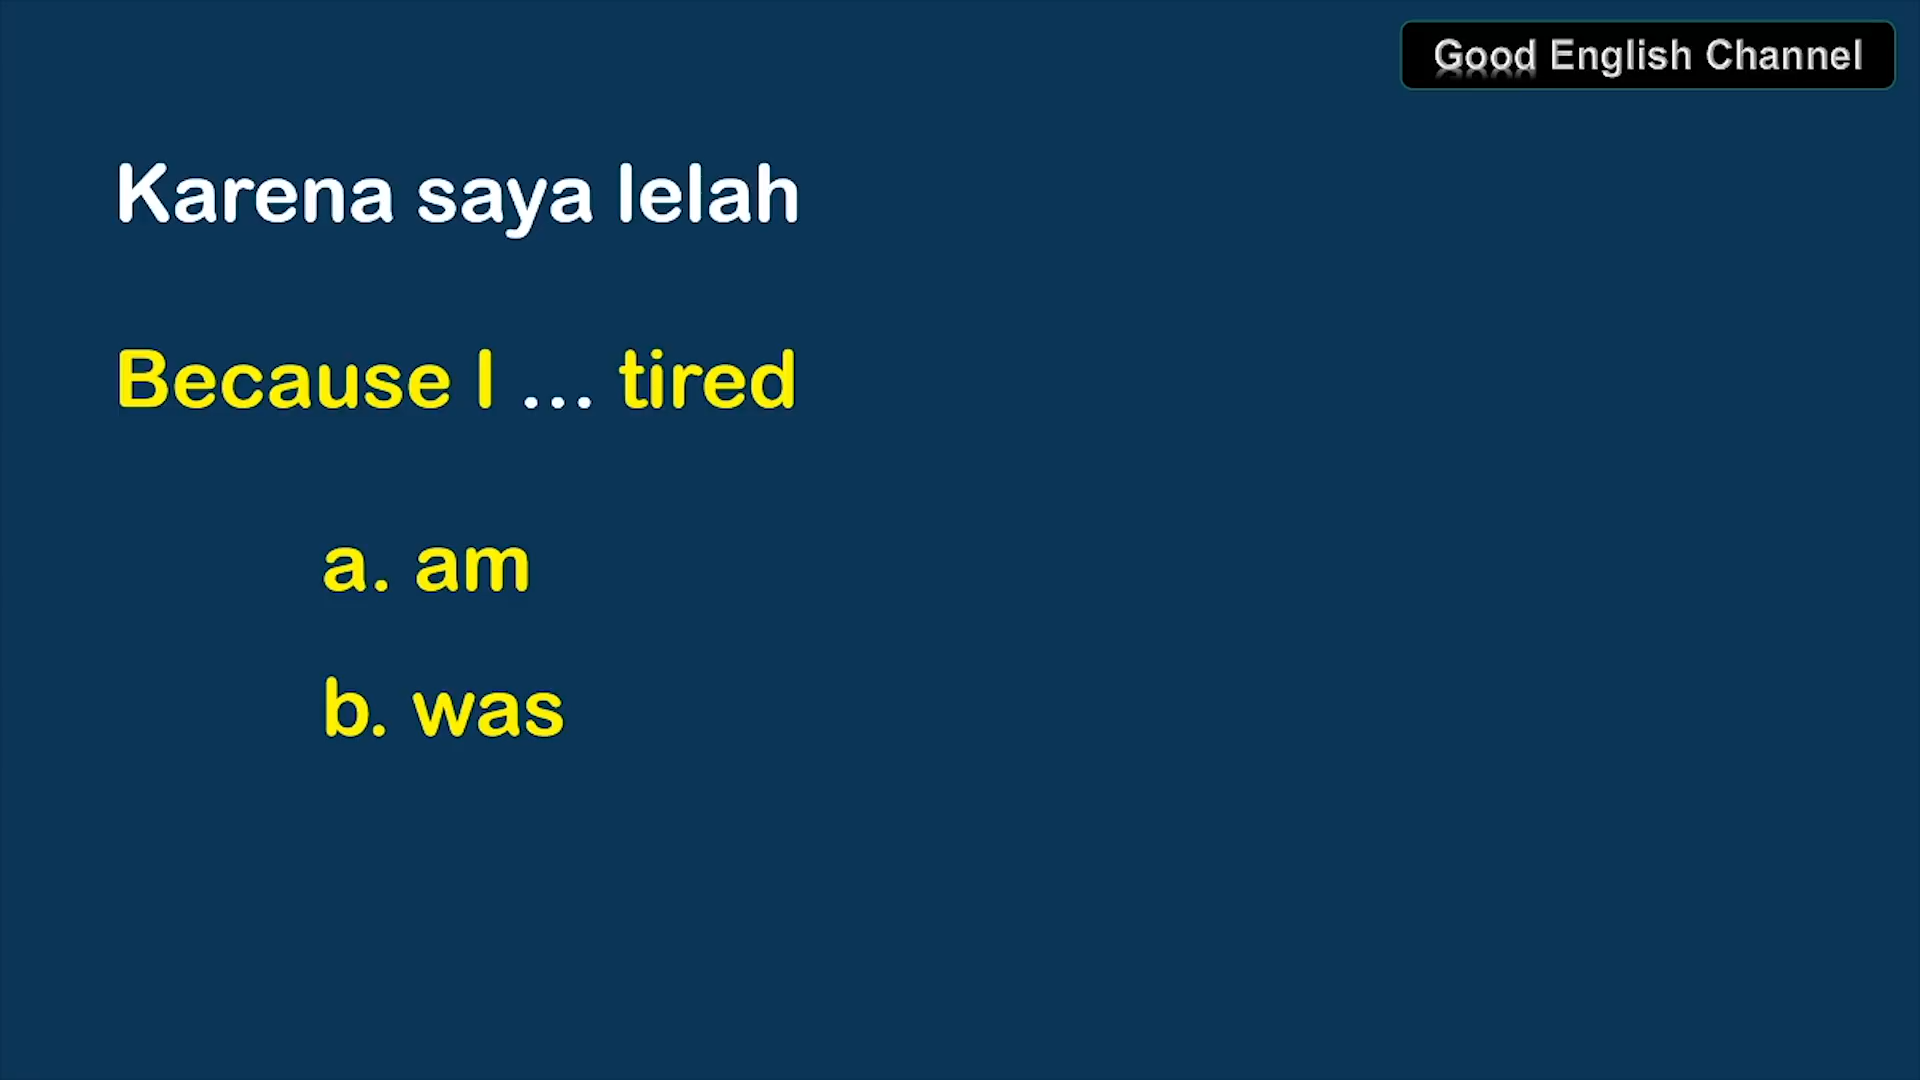 Good English Channel
Karena saya lelah
Because I ... tired
a. am
b. was